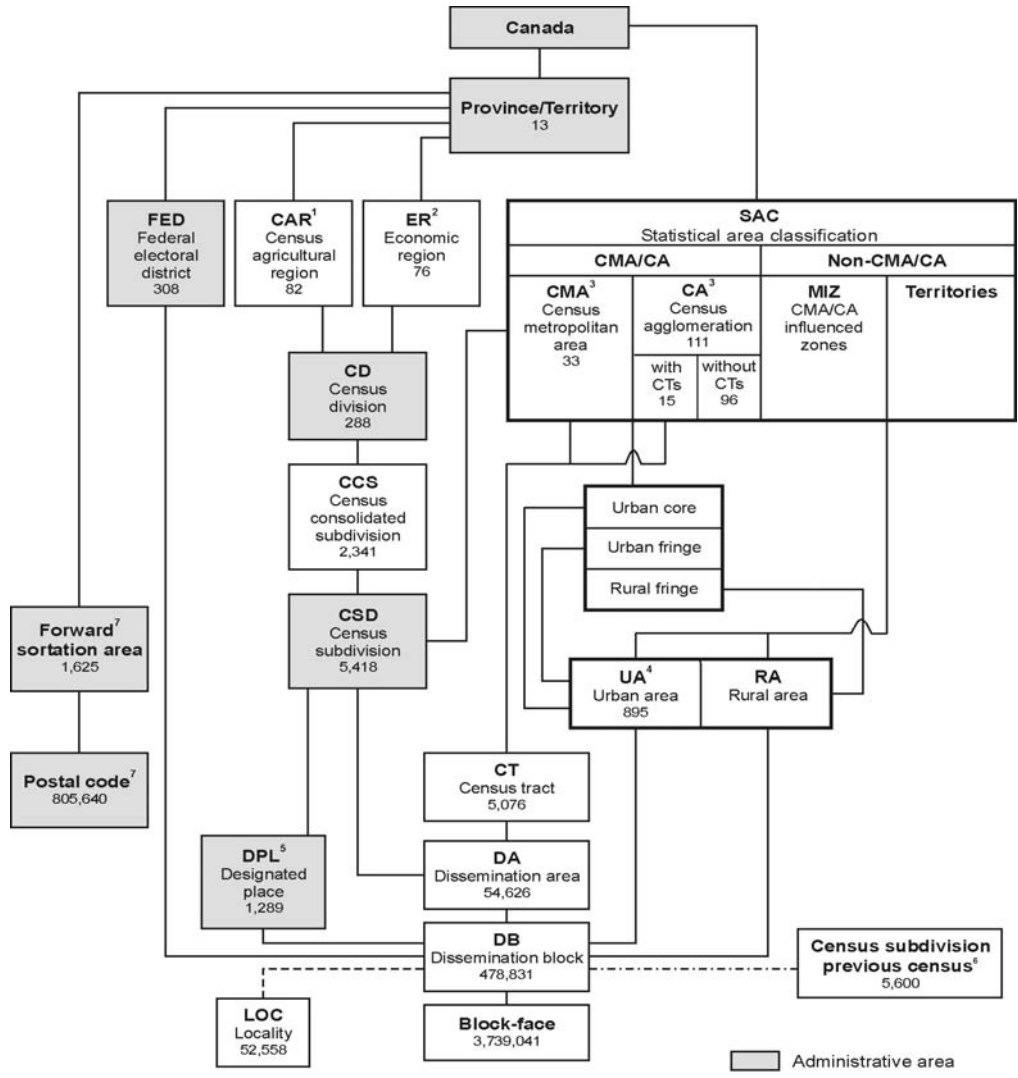 Canada
Province/Territory
13
FED
Federal
electoral
district
308
CAR¹
Census
agricultural
region
82
ER²
Economic
region
76
SAC
Statistical area classification
CMA/CA
Non-CMA/CA
CMA³
Census
metropolitan
area
33
CA³
Census
agglomeration
111
with
CTs
15
without
CTs
96
MIZ
CMA/CA
influenced
zones
Territories
CD
Census
division
288
CCS
Census
consolidated
subdivision
2,341
Urban core
Urban fringe
Rural fringe
CSD
Census
subdivision
5,418
Forward⁷
sortation area
1,625
UA⁴
Urban area
895
RA
Rural area
Postal code⁷
805,640
CT
Census tract
5,076
DPL⁵
Designated
place
1,289
DA
Dissemination area
54,626
DB
Dissemination block
478,831
Census subdivision
previous census⁶
5,600
LOC
Locality
52,558
Block-face
3,739,041
Administrative area